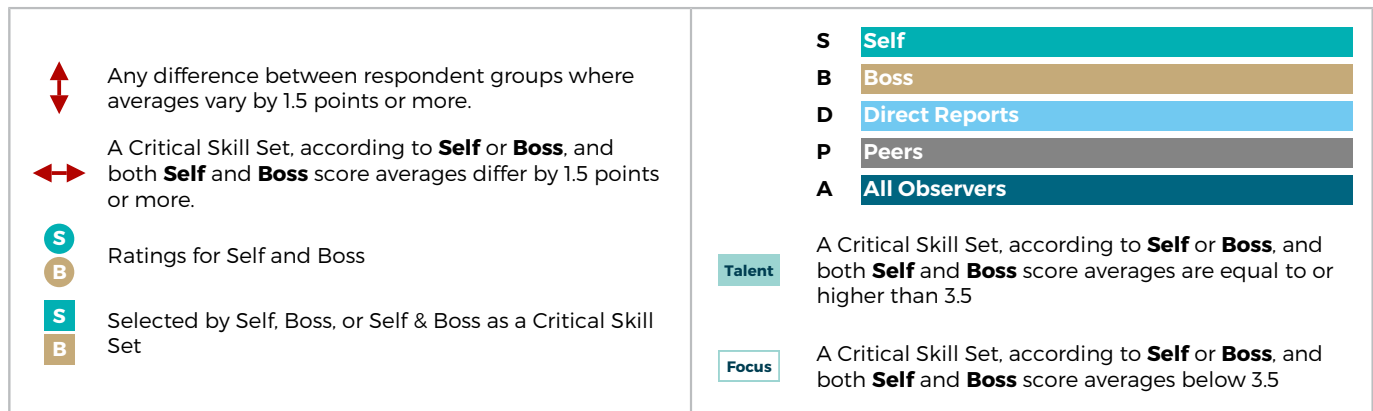 Any difference between respondent groups where
averages vary by 1.5 points or more.
A Critical Skill Set, according to Self or Boss, and
both Self and Boss score averages differ by 1.5 points
or more.
S
B
Ratings for Self and Boss
S
B
Selected by Self, Boss, or Self & Boss as a Critical Skill
Set
S Self
B Boss
D Direct Reports
P Peers
A All Observers
Talent
A Critical Skill Set, according to Self or Boss, and
both Self and Boss score averages are equal to or
higher than 3.5
Focus
A Critical Skill Set, according to Self or Boss, and
both Self and Boss score averages below 3.5